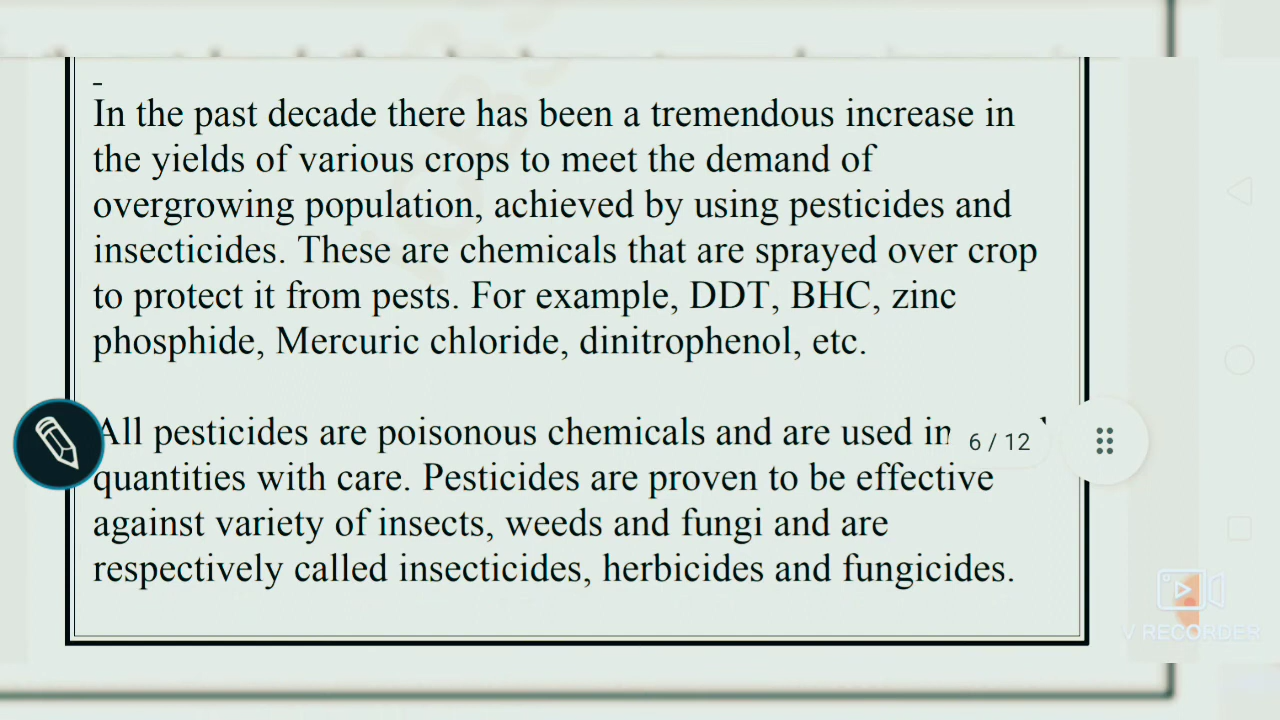 In the past decade there has been a tremendous increase in
the yields of various crops to meet the demand of
overgrowing population, achieved by using pesticides and
insecticides. These are chemicals that are sprayed over crop
to protect it from pests. For example, DDT, BHC, zinc
phosphide, Mercuric chloride, dinitrophenol, etc.
All pesticides are poisonous chemicals and are used in
6 / 12
quantities with care. Pesticides are proven to be effective
against variety of insects, weeds and fungi and are
respectively called insecticides, herbicides and fungicides.
V RECORDER